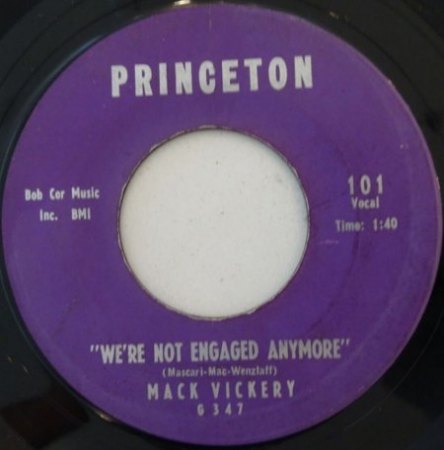 PRINCETON
Bob Cor Music
Inc. BMI
101
Vocal
Time: 1:40
"WE'RE NOT ENGAGED ANYMORE"
(Mascari-Mac-Wenzlaff)
MACK VICKERY
G 347